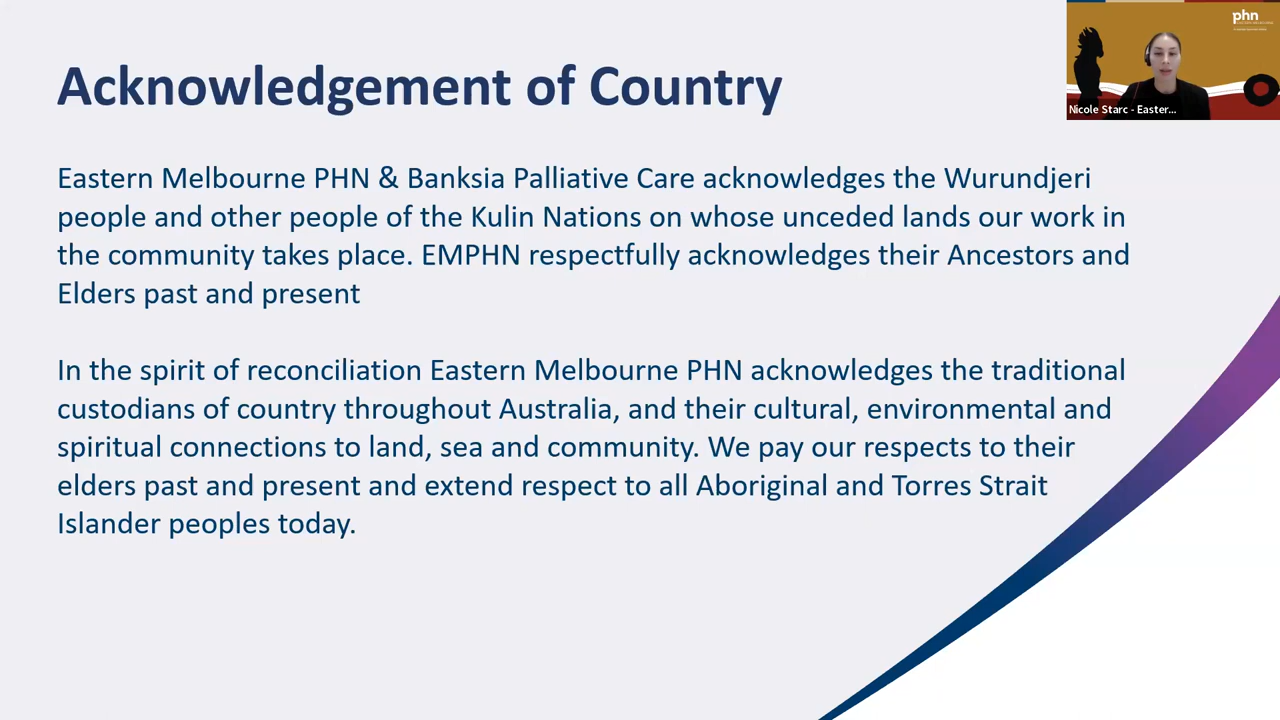 phn
Acknowledgement of Country
Nicole Starc - Easter...
Eastern Melbourne PHN & Banksia Palliative Care acknowledges the Wurundjeri
people and other people of the Kulin Nations on whose unceded lands our work in
the community takes place. EMPHN respectfully acknowledges their Ancestors and
Elders past and present
In the spirit of reconciliation Eastern Melbourne PHN acknowledges the traditional
custodians of country throughout Australia, and their cultural, environmental and
spiritual connections to land, sea and community. We pay our respects to their
elders past and present and extend respect to all Aboriginal and Torres Strait
Islander peoples today.